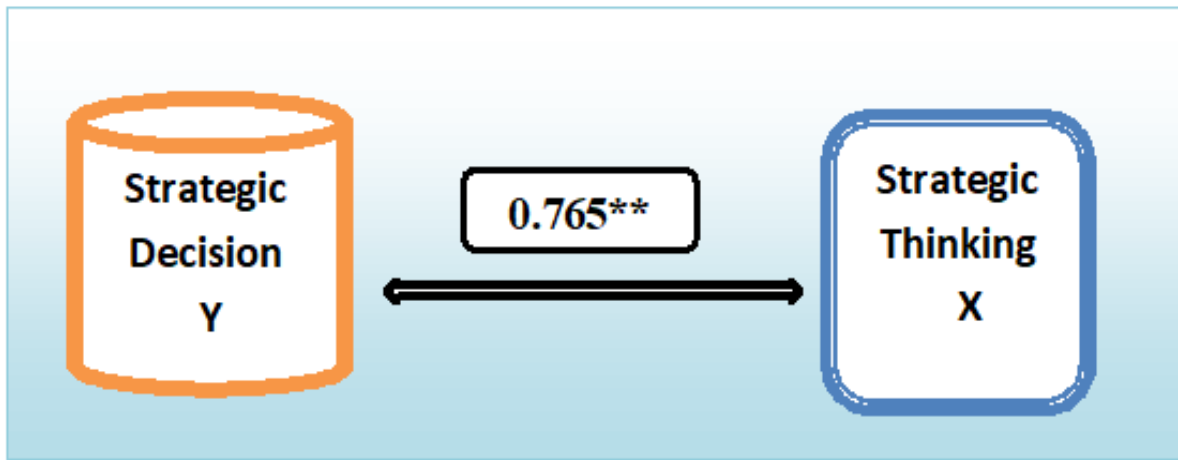 Strategic
Decision
Y
0.765**
Strategic
Thinking
X